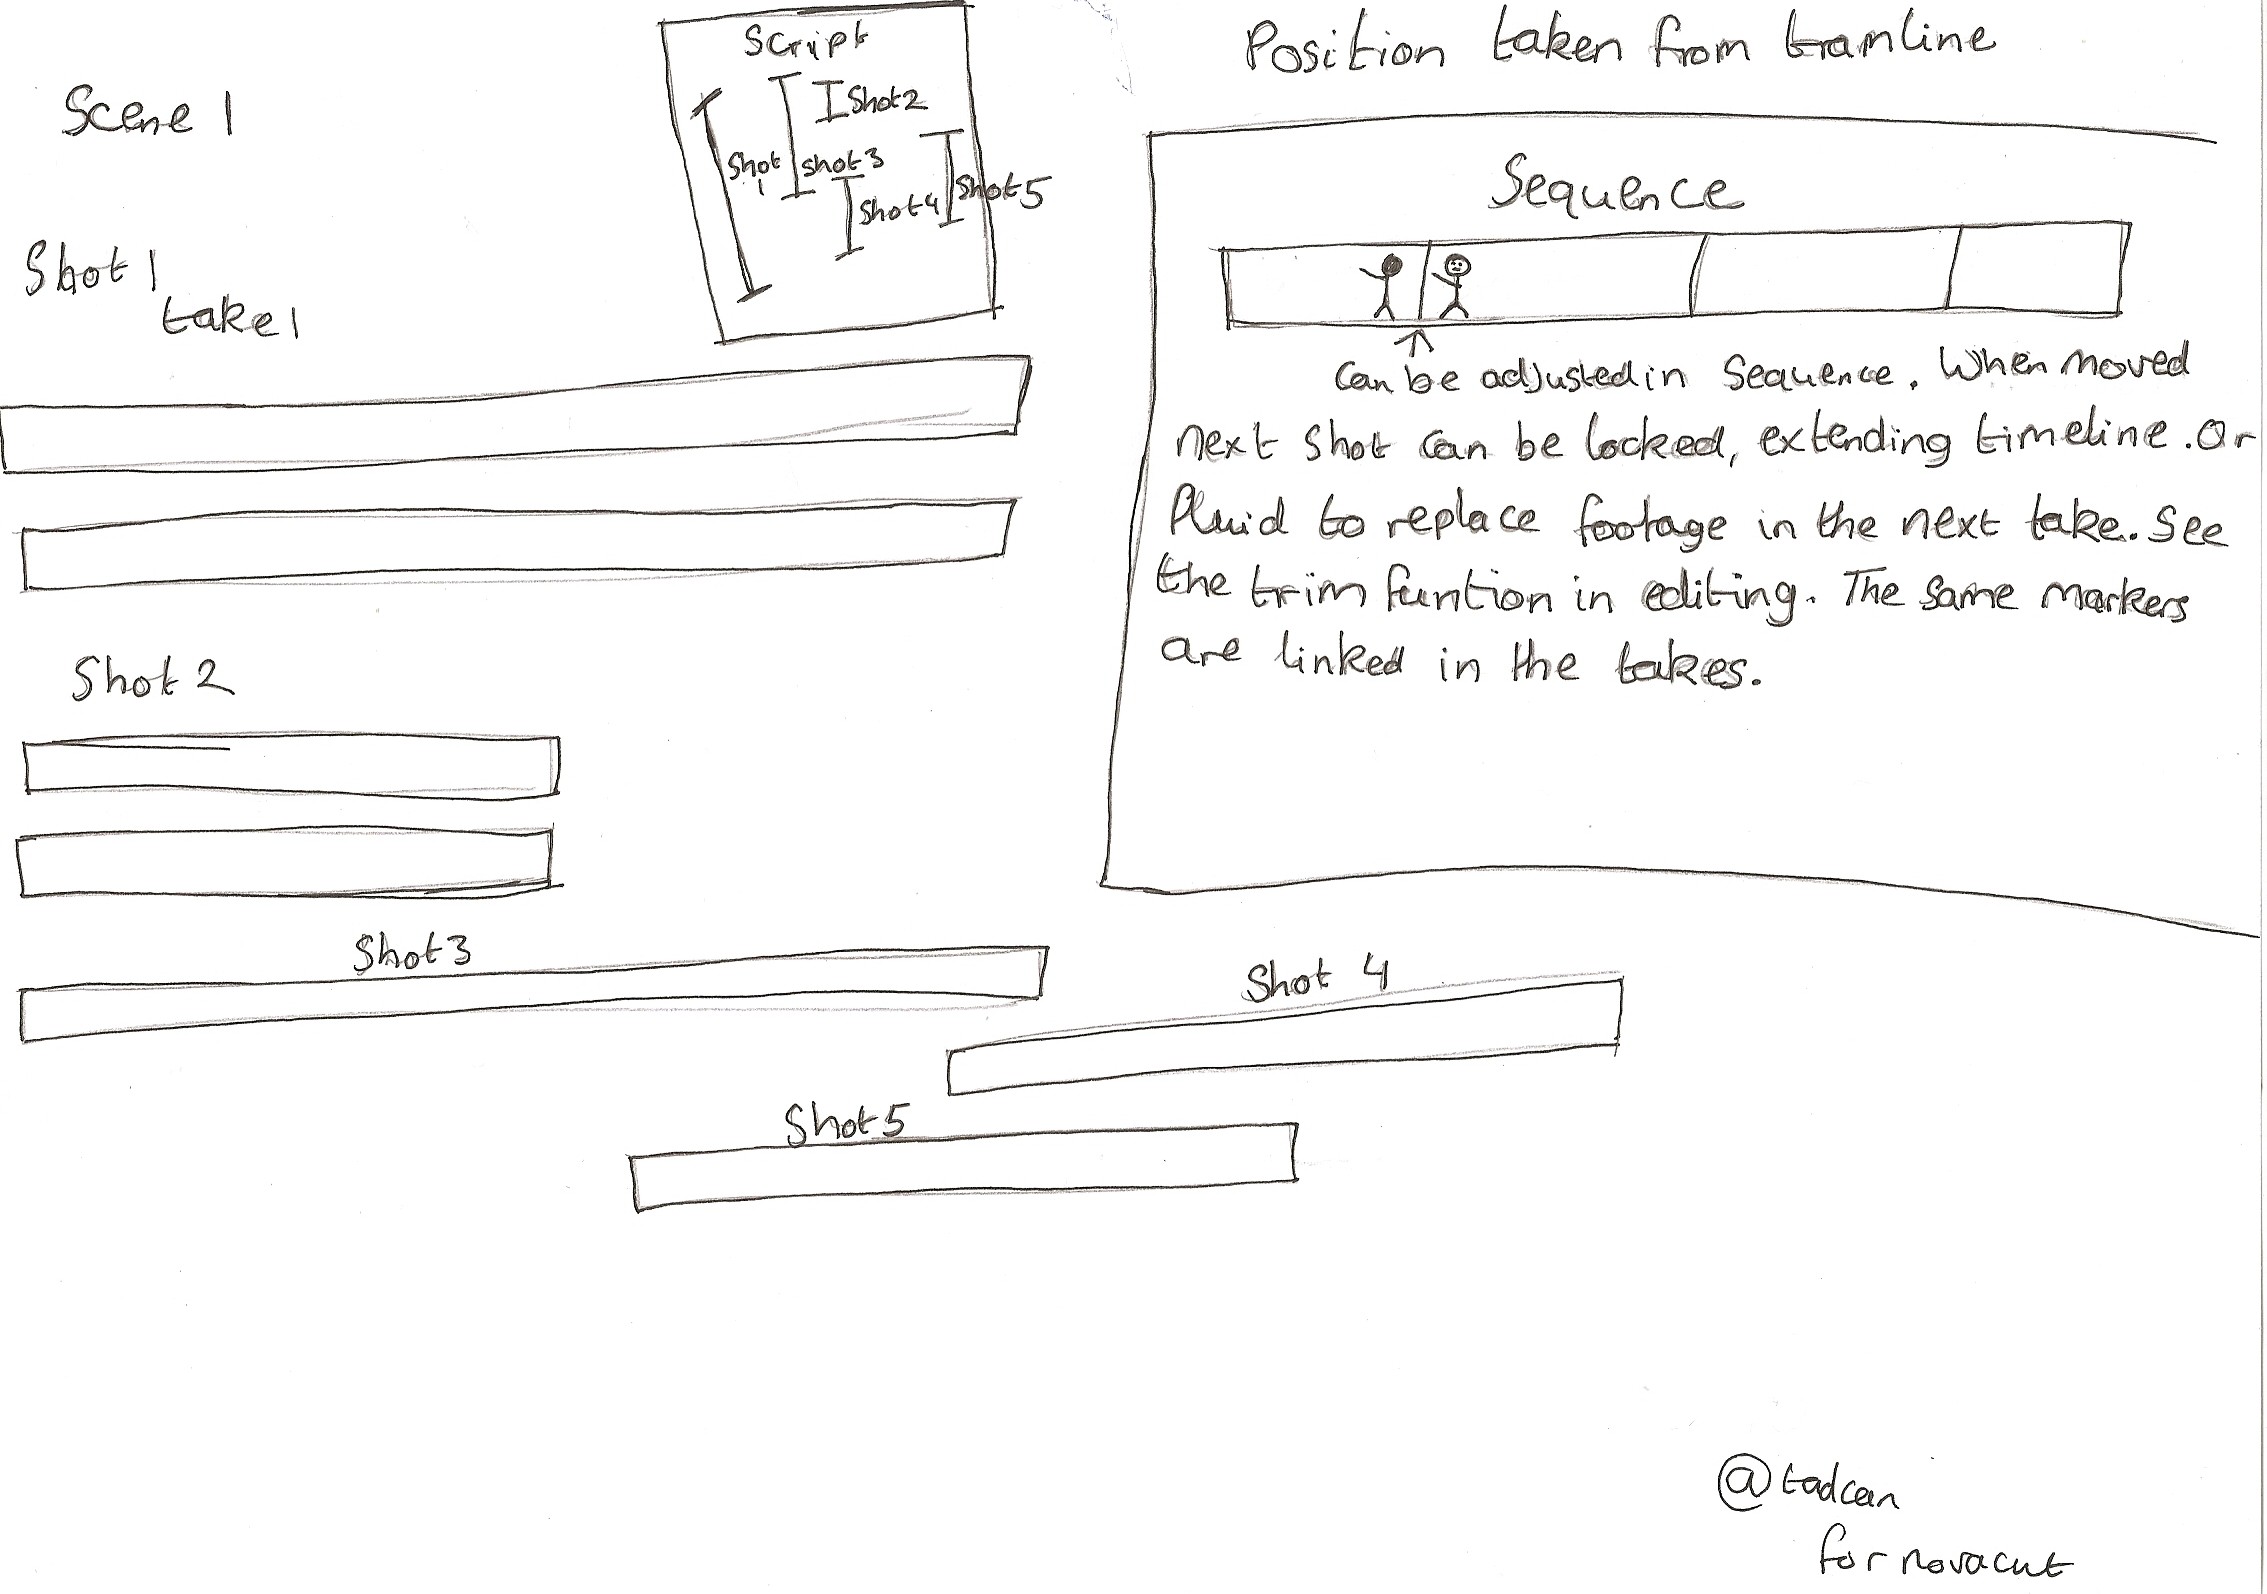 Scene 1
Script
Shot 1
Shot2
Shot3
Shot4
Shot5
Shot 1
take 1
Shot 2
Shot3
Shot 4
Shot5
Position taken from tramline
Sequence
Can be adjusted in Sequence. When moved
next shot can be locked, extending timeline. Or
fluid to replace footage in the next take. See
the trim funtion in editing. The same markers
are linked in the takes.
@tadcan
for novacut